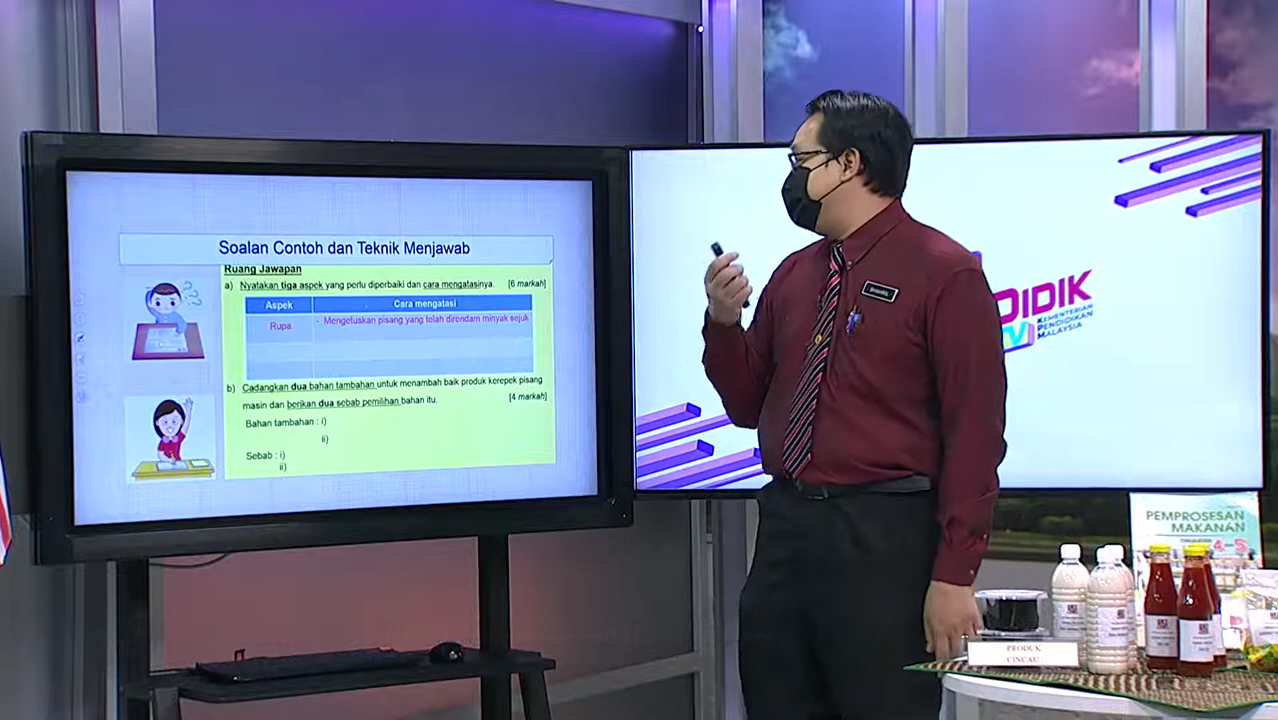 Soalan Contoh dan Teknik Menjawab
Ruang Jawapan
a) Nyatakan tiga aspek yang perlu diperbaiki dan cara mengatasinya. [6 markah]
Aspek Cara mengatasi
Rupa - Mengetuskan pisang yang telah direndam minyak sejuk
b) Cadangkan dua bahan tambahan untuk menambah baik produk kerepek pisang
masin dan berikan dua sebab pemilihan bahan itu. [4 markah]
Bahan tambahan : i)
ii)
Sebab : i)
ii)
DIDIK
TV
KEMENTERIAN
PENDIDIKAN
MALAYSIA
PEMPROSESAN
MAKANAN
TINGKATAN 4-5
PRODUK
CINCAU